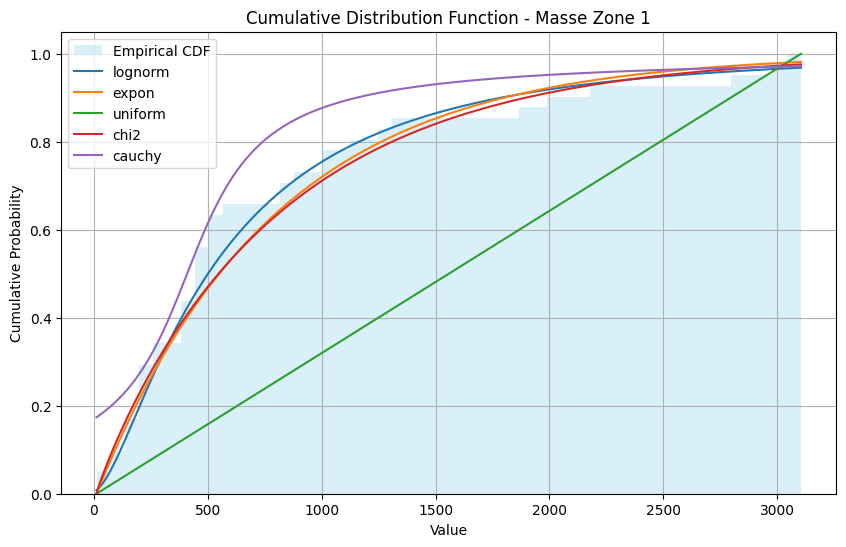 Cumulative Distribution Function - Masse Zone 1
Cumulative Probability
1.0
0.8
0.6
0.4
0.2
0.0
Empirical CDF
lognorm
expon
uniform
chi2
cauchy
0
500
1000
1500
2000
2500
3000
Value